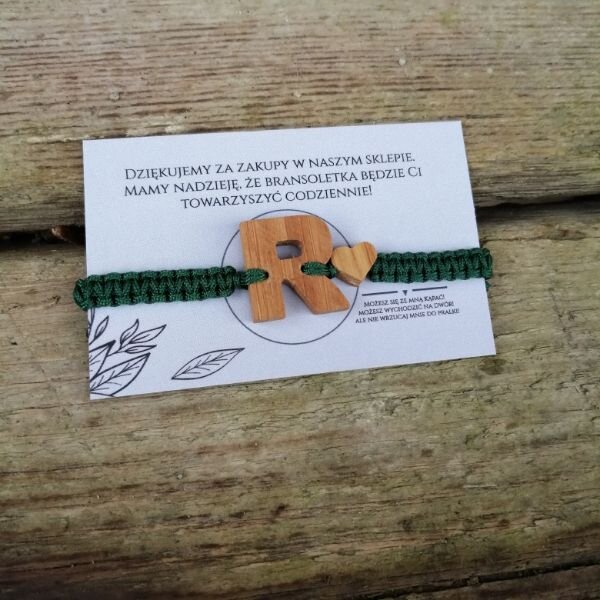 Dziękujemy za zakupy w naszym sklepie.
Mamy nadzieję, że bransoletka będzie Ci
towarzyszyć codziennie!
R
Możesz się ze mną kąpać!
Możesz wychodzić na dwór!
Ale nie wrzucaj mnie do pralki!